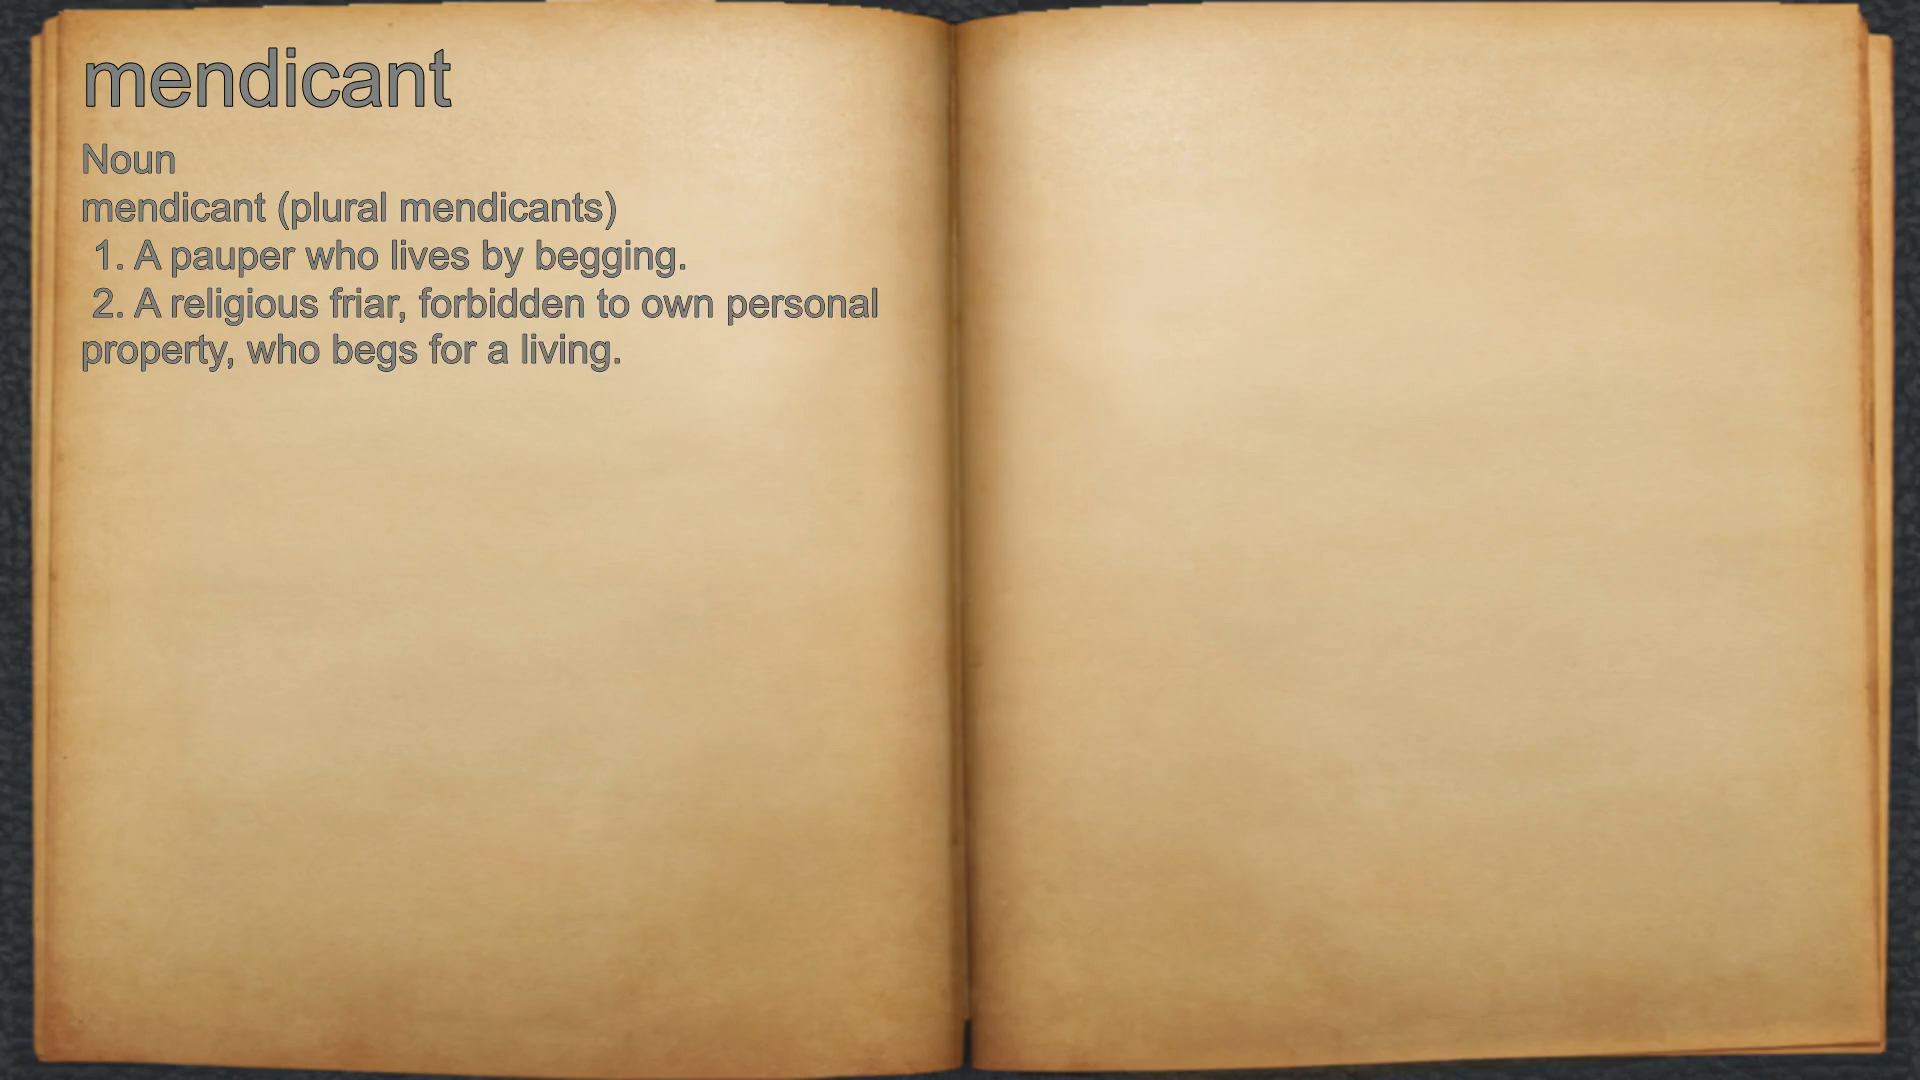 mendicant
Noun
mendicant (plural mendicants)
1. A pauper who lives by begging.
2. A religious friar, forbidden to own personal
property, who begs for a living.